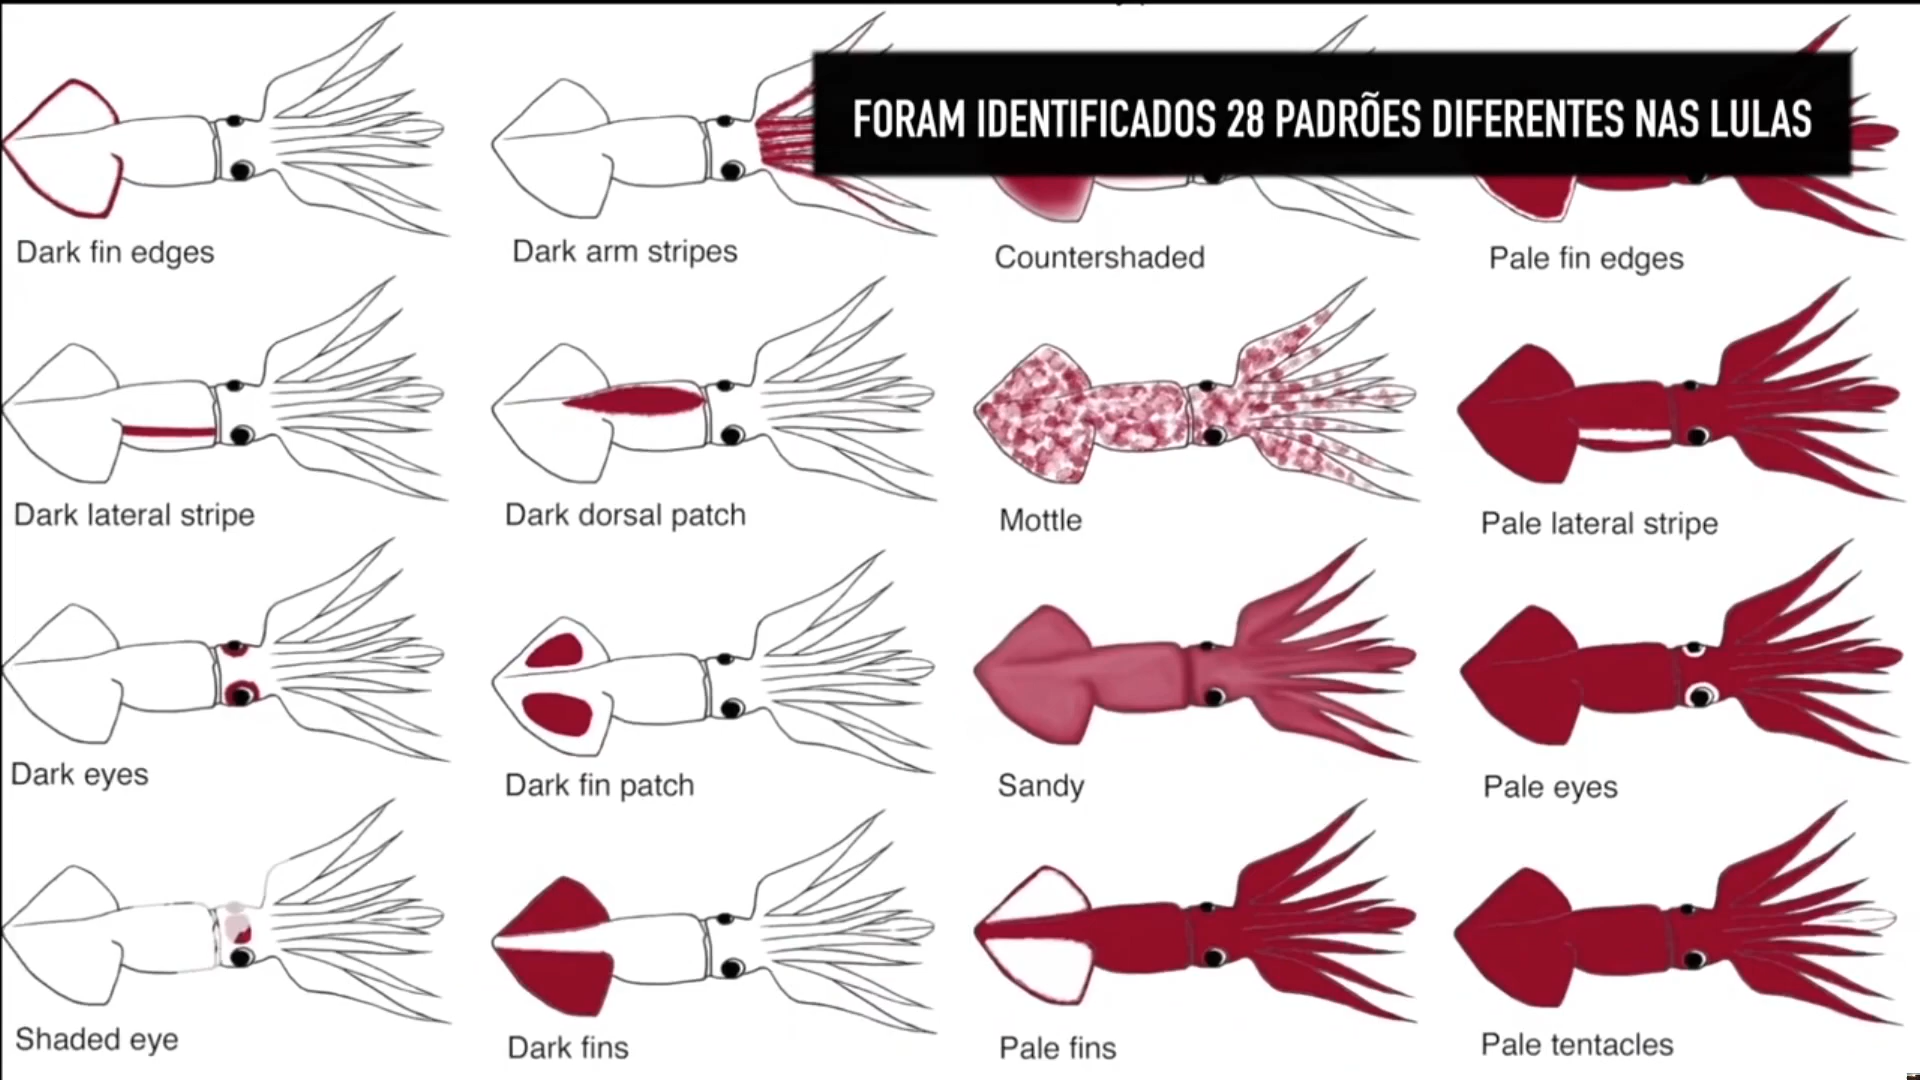 FORAM IDENTIFICADOS 28 PADRÕES DIFERENTES NAS LULAS
Dark fin edges
Dark arm stripes
Countershaded
Pale fin edges
Dark lateral stripe
Dark dorsal patch
Mottle
Pale lateral stripe
Dark eyes
Dark fin patch
Sandy
Pale eyes
Shaded eye
Dark fins
Pale fins
Pale tentacles